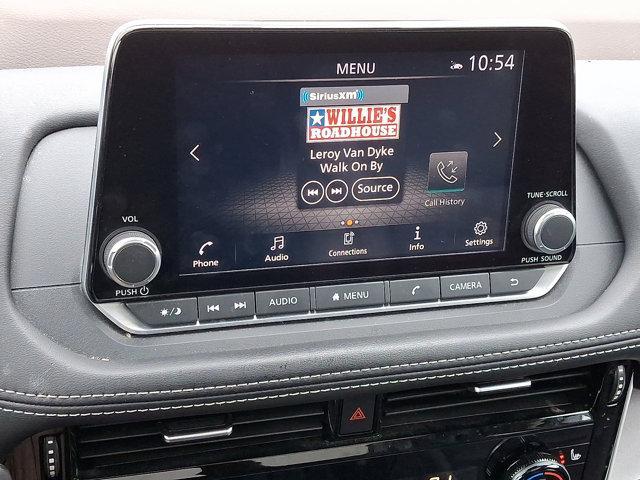 MENU
10:54
SiriusXM
WILLIE'S
ROADHOUSE
Leroy Van Dyke
Walk On By
Source
Call History
Phone
Audio
Connections
Info
Settings
VOL
PUSH
TUNE·SCROLL
PUSH SOUND
AUDIO
MENU
CAMERA